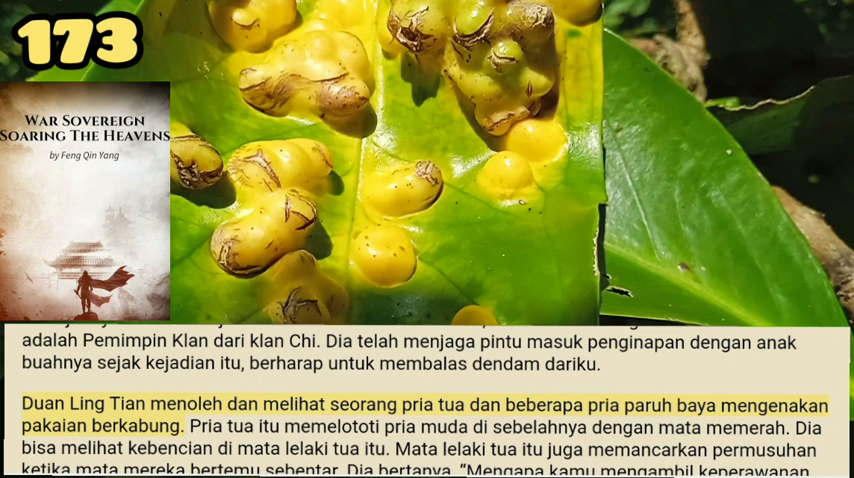 173
WAR SOVEREIGN
SOARING THE HEAVENS
by Feng Qin Yang
adalah Pemimpin Klan dari klan Chi. Dia telah menjaga pintu masuk penginapan dengan anak
buahnya sejak kejadian itu, berharap untuk membalas dendam dariku.
Duan Ling Tian menoleh dan melihat seorang pria tua dan beberapa pria paruh baya mengenakan
pakaian berkabung. Pria tua itu memelototi pria muda di sebelahnya dengan mata memerah. Dia
bisa melihat kebencian di mata lelaki tua itu. Mata lelaki tua itu juga memancarkan permusuhan
ketika mata mereka bertemu sebentar. Dia bertanya, “Mengapa kamu mengambil keperawanan